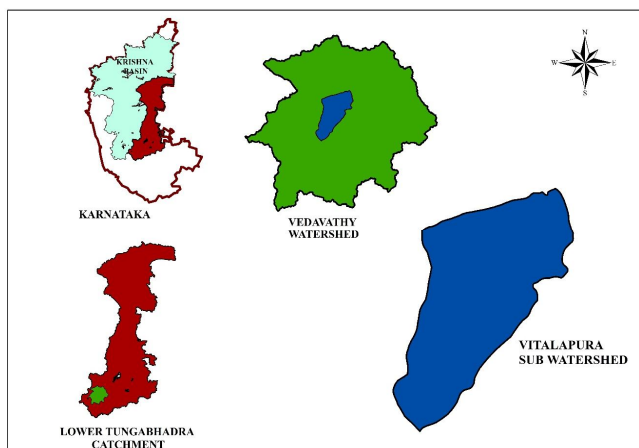 KRISHNA
BASIN
KARNATAKA
N
W
E
S
VEDAVATHY
WATERSHED
LOWER TUNGABHADRA
CATCHMENT
VITALAPURA
SUB WATERSHED